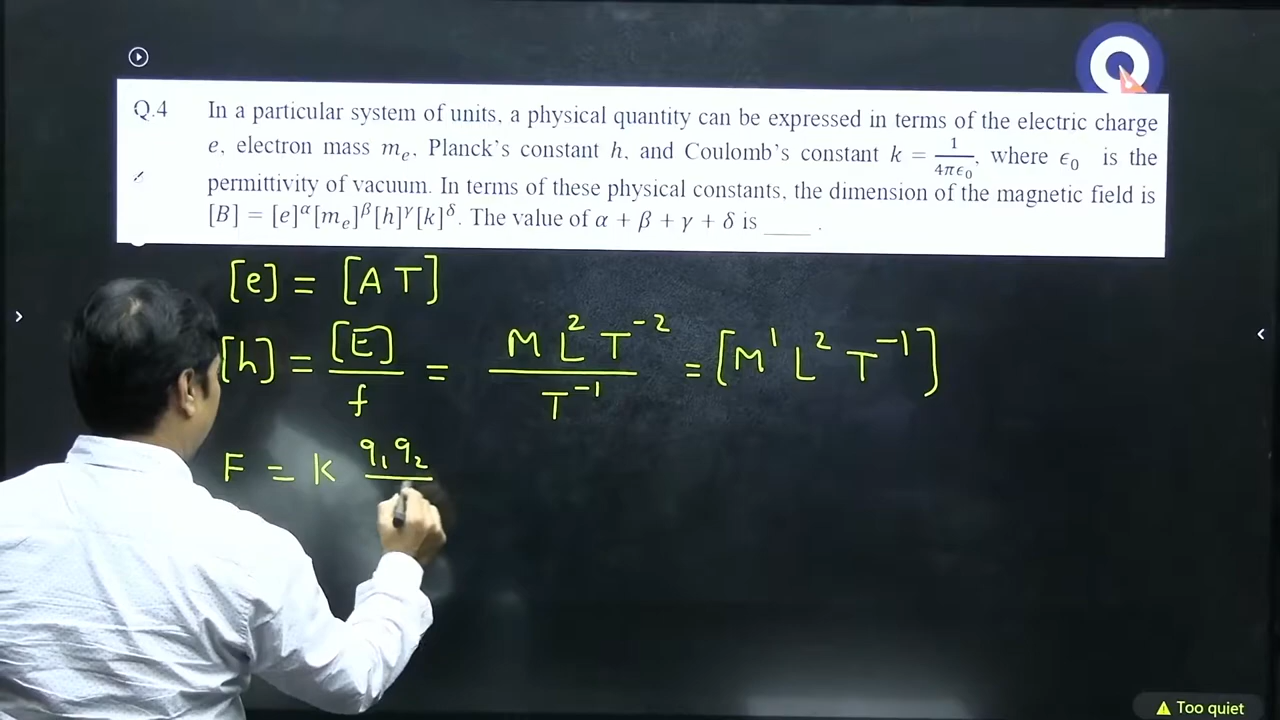 Q.4 In a particular system of units, a physical quantity can be expressed in terms of the electric charge
e, electron mass mₑ, Planck's constant h, and Coulomb's constant k = 1/4πϵ₀, where ϵ₀ is the
permittivity of vacuum. In terms of these physical constants, the dimension of the magnetic field is
[B] = [e]^α[mₑ]^β[h]^γ[k]^δ. The value of α + β + γ + δ is ____ .
[e] = [A T]
[h] = [E]/f = M L² T⁻²/T⁻¹ = [M¹ L² T⁻¹]
F = K q₁q₂
Too quiet